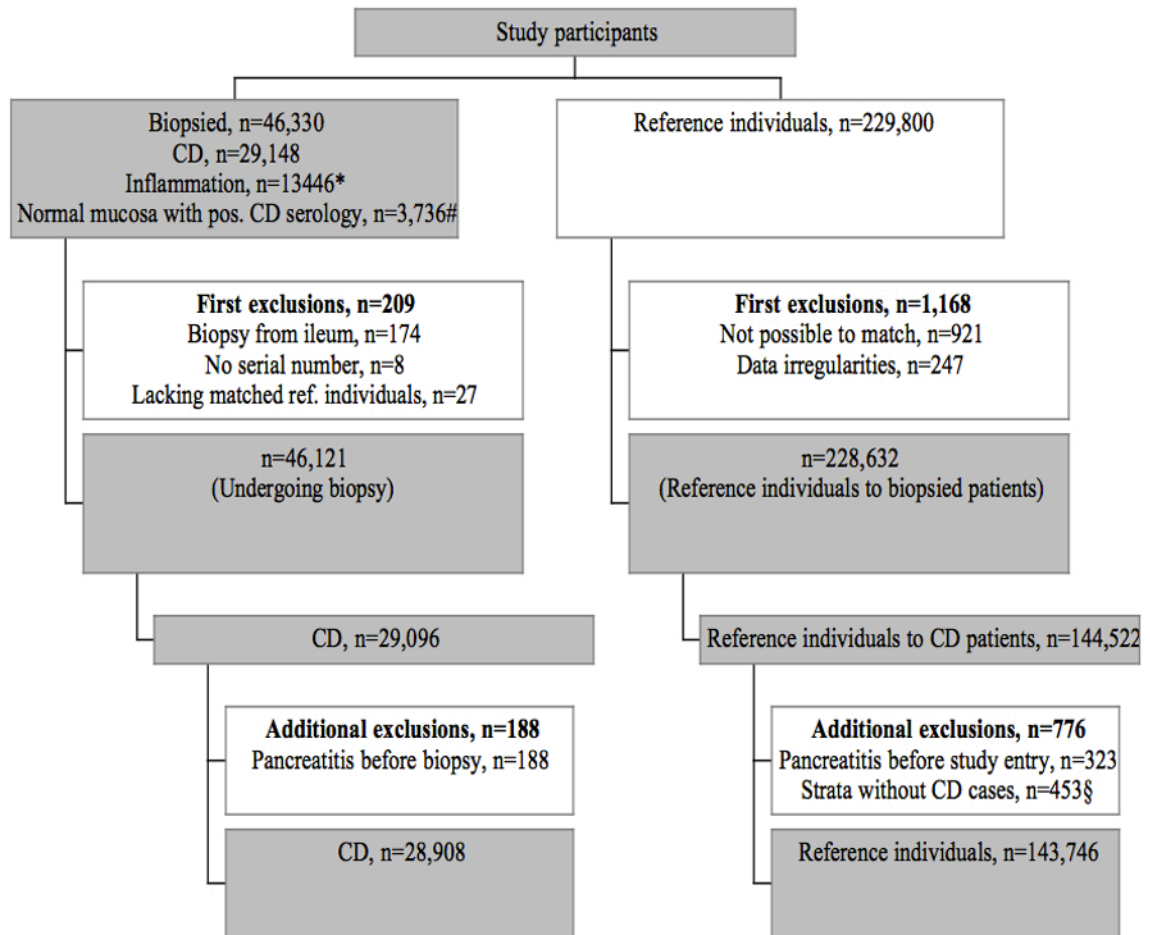 Study participants
Biopsied, n=46,330
CD, n=29,148
Inflammation, n=13446*
Normal mucosa with pos. CD serology, n=3,736#
Reference individuals, n=229,800
First exclusions, n=209
Biopsy from ileum, n=174
No serial number, n=8
Lacking matched ref. individuals, n=27
First exclusions, n=1,168
Not possible to match, n=921
Data irregularities, n=247
n=46,121
(Undergoing biopsy)
n=228,632
(Reference individuals to biopsied patients)
CD, n=29,096
Reference individuals to CD patients, n=144,522
Additional exclusions, n=188
Pancreatitis before biopsy, n=188
Additional exclusions, n=776
Pancreatitis before study entry, n=323
Strata without CD cases, n=453§
CD, n=28,908
Reference individuals, n=143,746